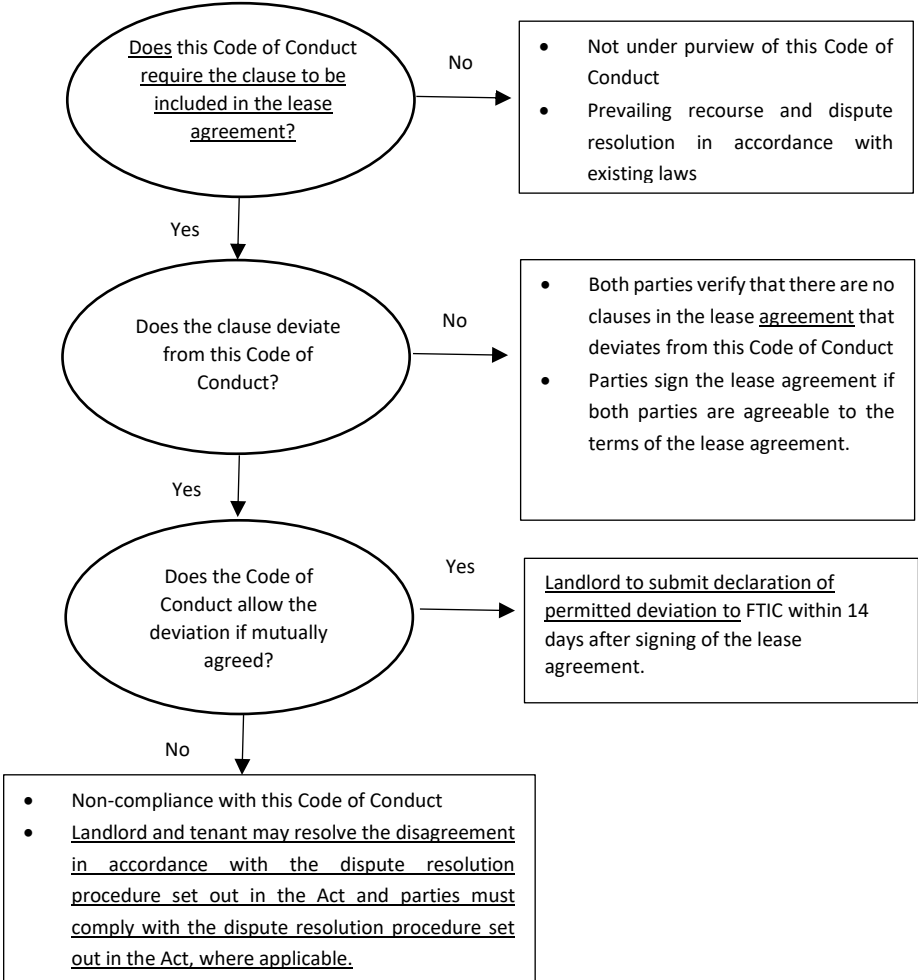 Does this Code of Conduct
require the clause to be
included in the lease
agreement?
No
• Not under purview of this Code of
Conduct
• Prevailing recourse and dispute
resolution in accordance with
existing laws
Yes
Does the clause deviate
from this Code of
Conduct?
No
• Both parties verify that there are no
clauses in the lease agreement that
deviates from this Code of Conduct
• Parties sign the lease agreement if
both parties are agreeable to the
terms of the lease agreement.
Yes
Does the Code of
Conduct allow the
deviation if mutually
agreed?
Yes
Landlord to submit declaration of
permitted deviation to FTIC within 14
days after signing of the lease
agreement.
No
• Non-compliance with this Code of Conduct
• Landlord and tenant may resolve the disagreement
in accordance with the dispute resolution
procedure set out in the Act and parties must
comply with the dispute resolution procedure set
out in the Act, where applicable.